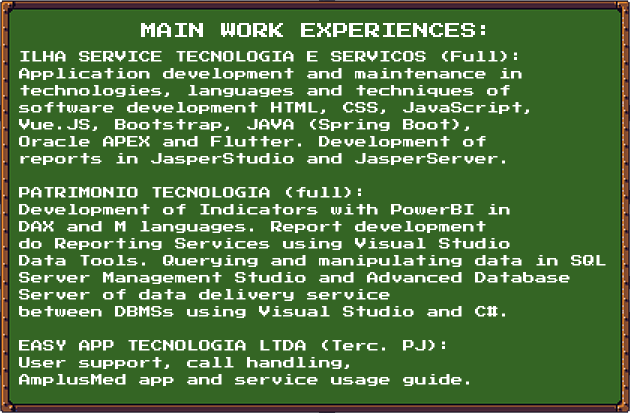 MAIN WORK EXPERIENCES:
ILHA SERVICE TECNOLOGIA E SERVICOS (Full):
Application development and maintenance in
technologies, languages and techniques of
software development HTML, CSS, JavaScript,
Vue.JS, Bootstrap, JAVA (Spring Boot),
Oracle APEX and Flutter. Development of
reports in JasperStudio and JasperServer.
PATRIMONIO TECNOLOGIA (full):
Development of Indicators with PowerBI in
DAX and M languages. Report development
do Reporting Services using Visual Studio
Data Tools. Querying and manipulating data in SQL
Server Management Studio and Advanced Database
Server of data delivery service
between DBMSs using Visual Studio and C#.
EASY APP TECNOLOGIA LTDA (Terc. PJ):
User support, call handling,
AmplusMed app and service usage guide.